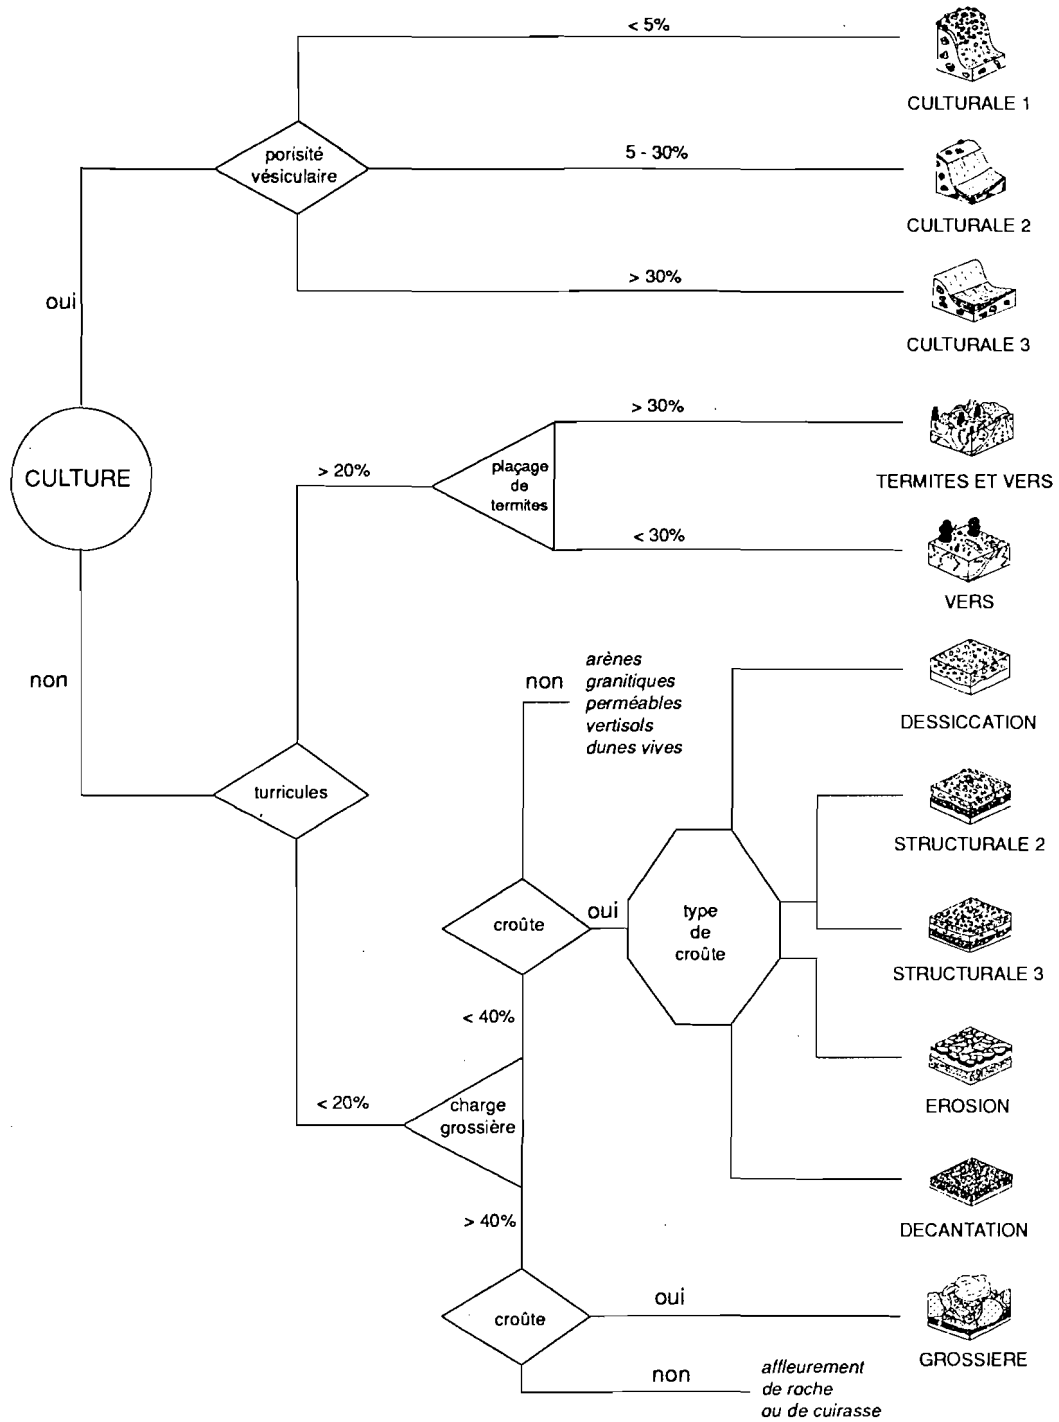 < 5%
CULTURALE 1
porisité
vésiculaire
5 - 30%
CULTURALE 2
oui
> 30%
CULTURALE 3
CULTURE
> 30%
> 20%
plaçage
de
termites
TERMITES ET VERS
< 30%
VERS
non
non
arènes
granitiques
perméables
vertisols
dunes vives
DESSICCATION
turricules
STRUCTURALE 2
croûte
oui
type
de
croûte
STRUCTURALE 3
< 40%
EROSION
< 20%
charge
grossière
> 40%
DECANTATION
croûte
oui
GROSSIERE
non
affleurement
de roche
ou de cuirasse